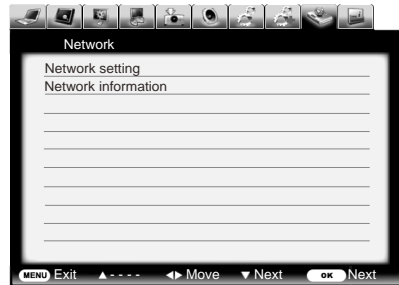 Network
Network setting
Network information
MENU Exit ▲ - - - - ◀▶ Move ▼ Next OK Next